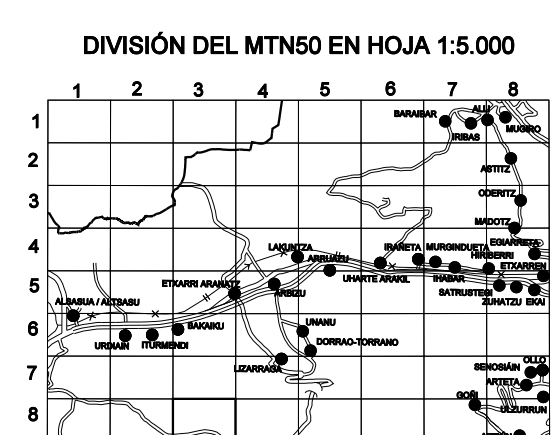 DIVISIÓN DEL MTN50 EN HOJA 1:5.000
1 2 3 4 5 6 7 8
1
2
3
4
5
6
7
8
BARAIBAR
ALLI
IRIBAS
MUGIRO
ASTITZ
ODERITZ
MADOTZ
EGIARRETA
LAKUNTZA
ARRUAZU
IRAÑETA
MURGINDUETA
HIRIBERRI
ETXARREN
UHARTE ARAKIL
IHABAR
SATRUSTEGI
ZUHATZU
EKAI
ETXARRI ARANATZ
ARBIZU
ALSASUA / ALTSASU
BAKAIKU
URDIAIN
ITURMENDI
UNANU
DORRAO-TORRANO
LIZARRAGA
OLLO
SENOSIÁIN
ARTETA
GOÑI
ULZURRUN